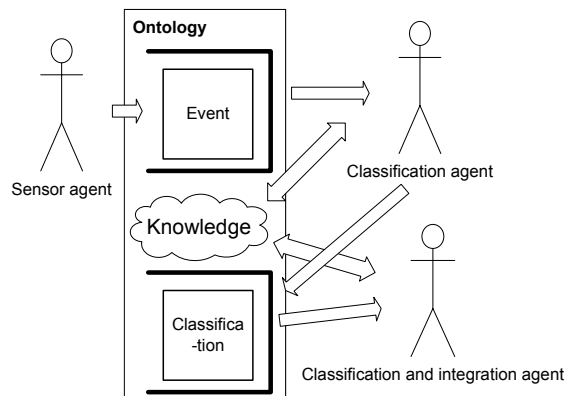 Ontology
Event
Sensor agent
Classification agent
Knowledge
Classifica
-tion
Classification and integration agent